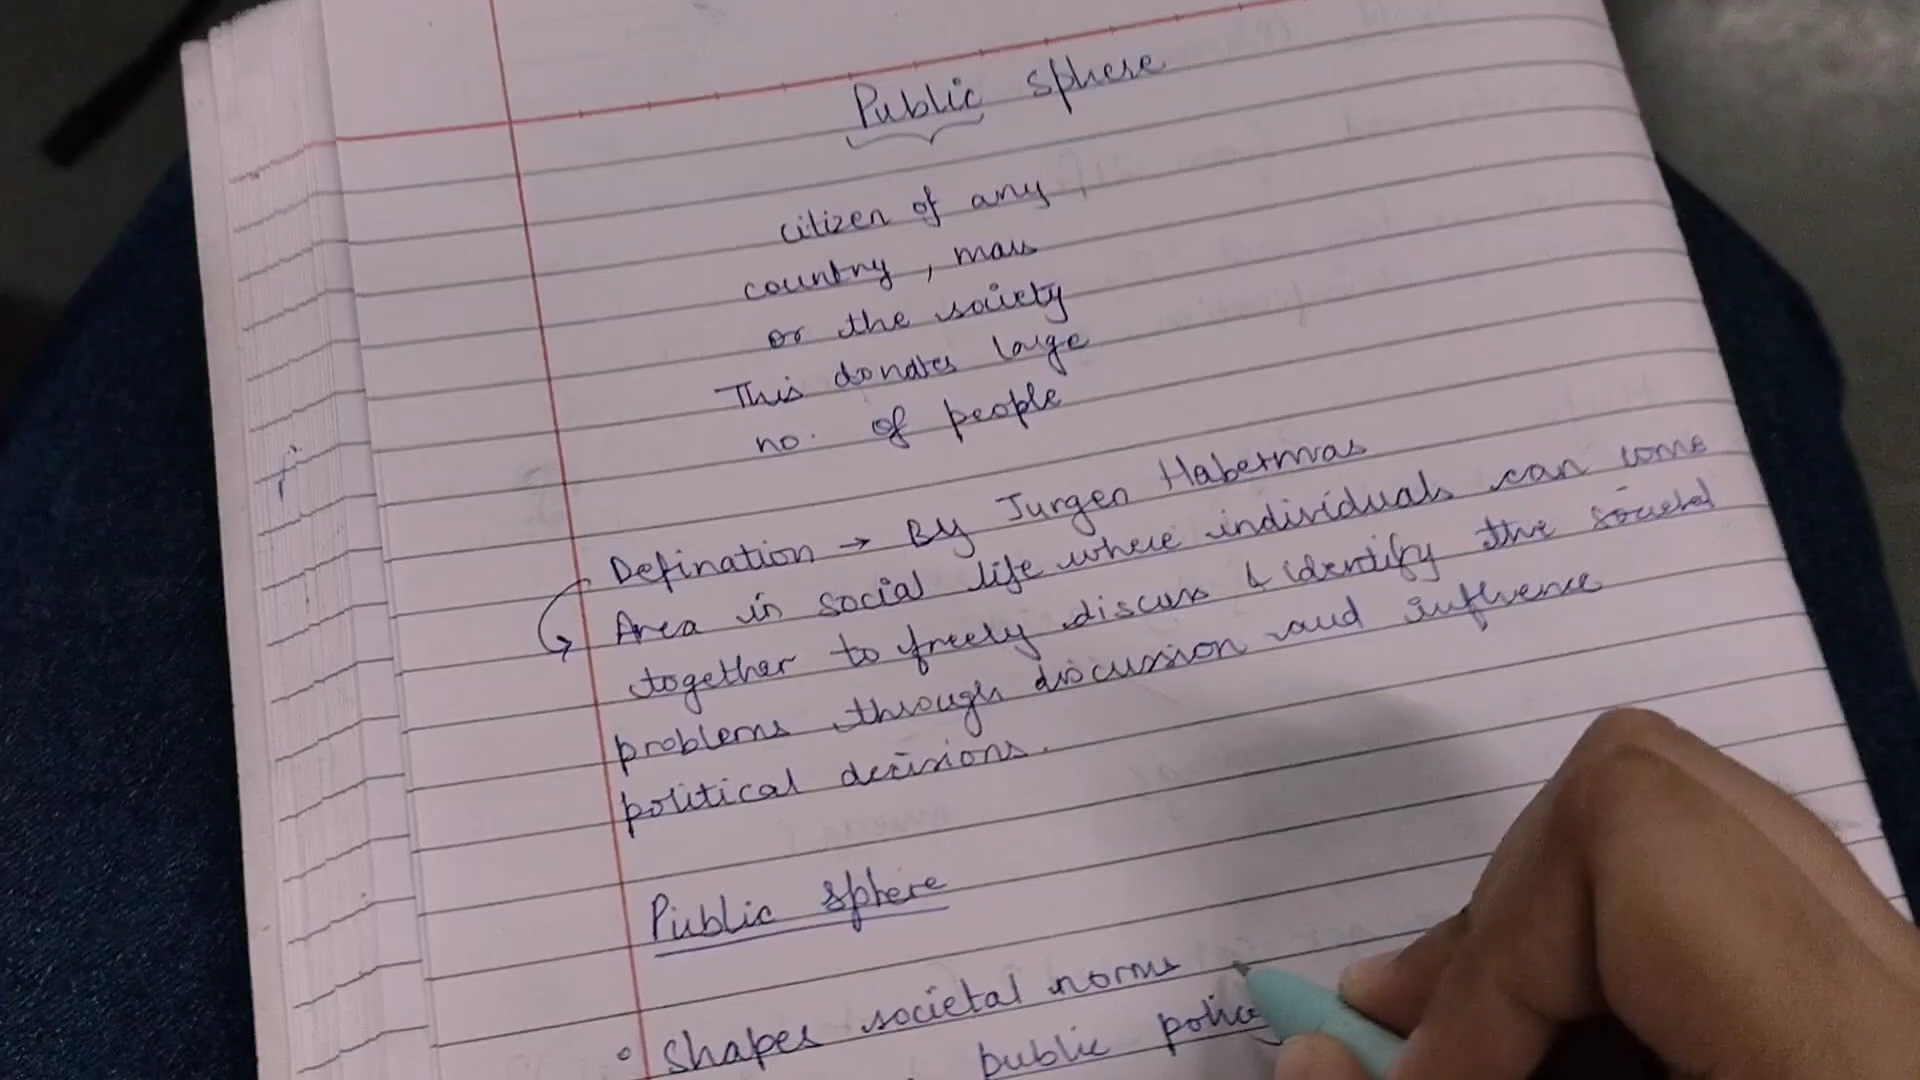 Public sphere
citizen of any
country, mass
or the society
This donates large
no. of people
Defination → By Jurgen Habermas
Area in social life where individuals can come
together to freely discuss & identify the societal
problems through discussion and influence
political decisions.
Public sphere
• Shapes societal norms
public policy